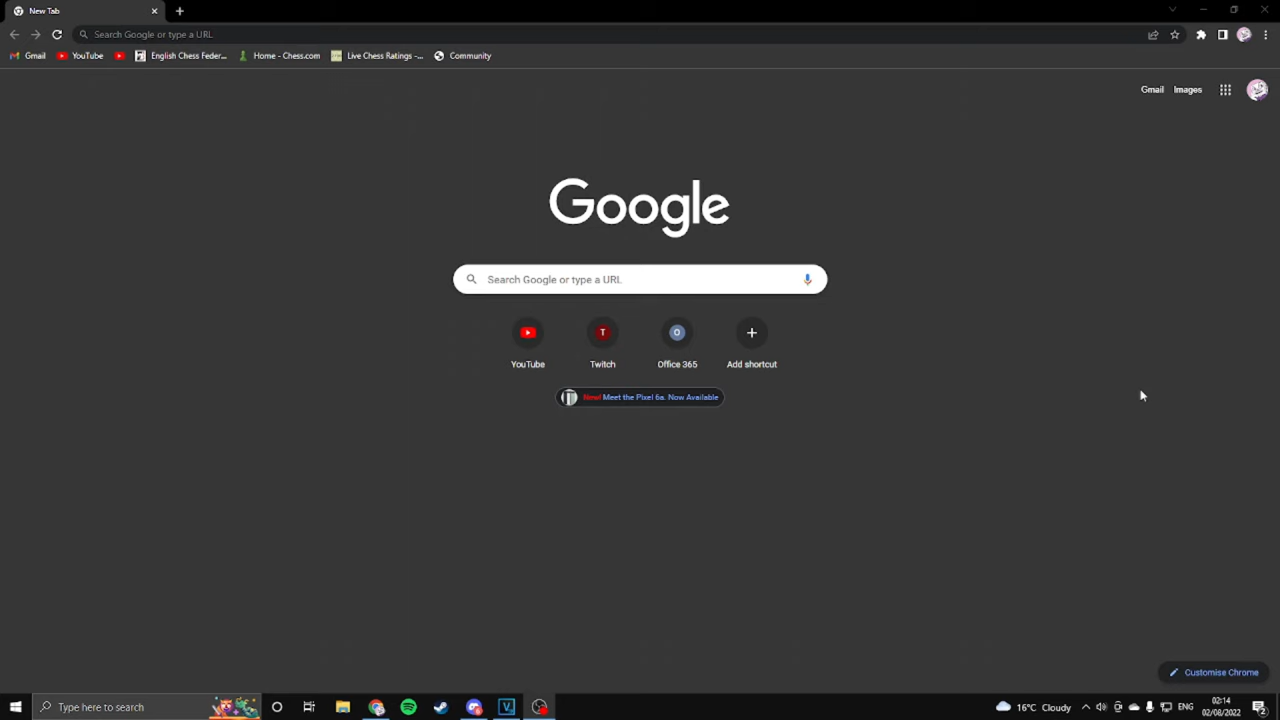 New Tab
Search Google or type a URL
Gmail YouTube English Chess Feder... Home - Chess.com Live Chess Ratings -... Community
Gmail Images
Google
Search Google or type a URL
T O
YouTube Twitch Office 365 Add shortcut
New! Meet the Pixel 6a. Now Available
Customise Chrome
Type here to search
16°C Cloudy ENG 02:14
02/08/2022